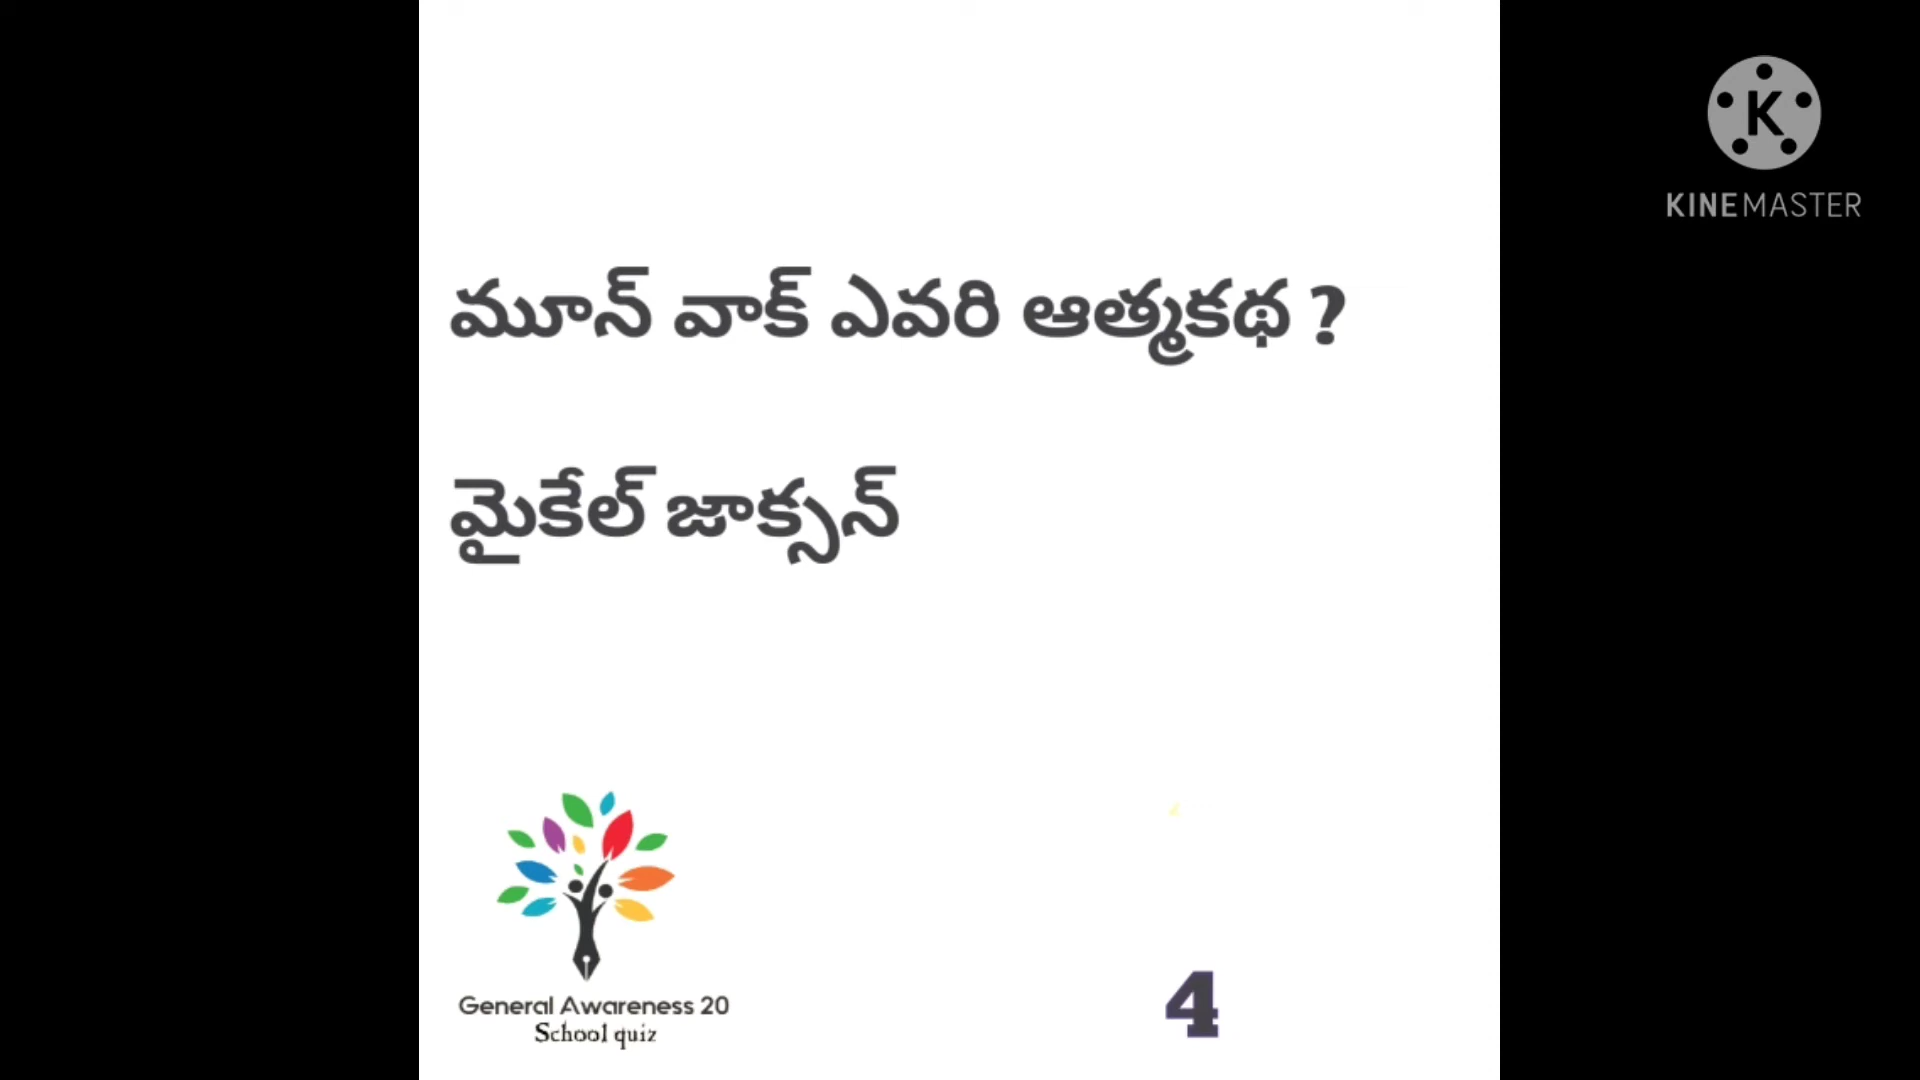 K
KINEMASTER
మూన్ వాక్ ఎవరి ఆత్మకథ ?
మైకేల్ జాక్సన్
General Awareness 20
School quiz
4